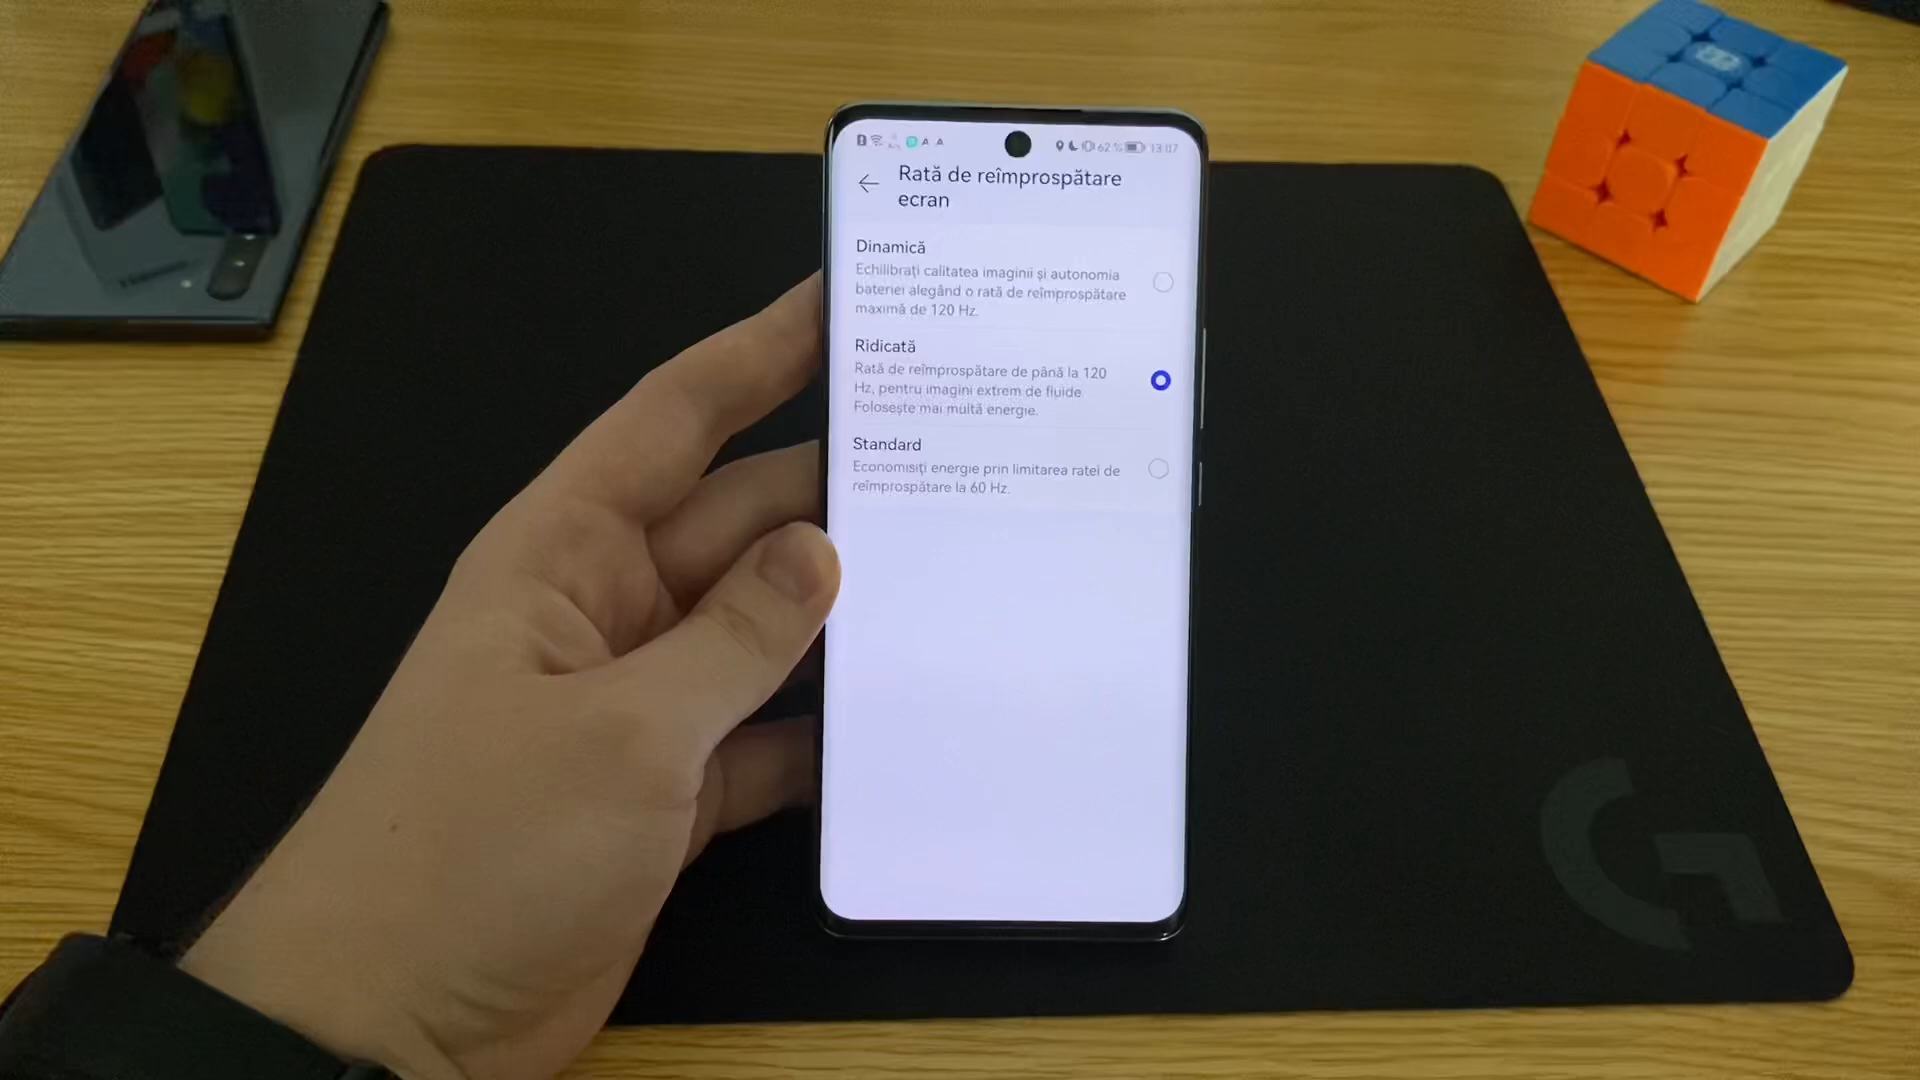 62 % 13:07
Rată de reîmprospătare
ecran
Dinamică
Echilibrați calitatea imaginii și autonomia
bateriei alegând o rată de reîmprospătare
maximă de 120 Hz.
Ridicată
Rată de reîmprospătare de până la 120
Hz, pentru imagini extrem de fluide
Folosește mai multă energie.
Standard
Economisiți energie prin limitarea ratei de
reîmprospătare la 60 Hz.
G